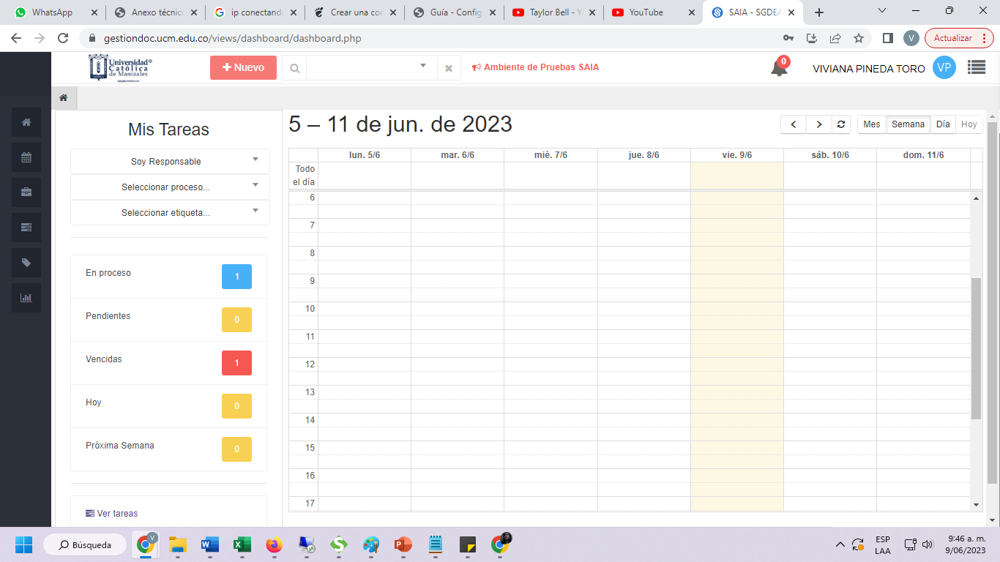 WhatsApp
Anexo técnico
ip conectando
Crear una con
Guía - Config
Taylor Bell - Yo
YouTube
SAIA - SGDEA
gestiondoc.ucm.edu.co/views/dashboard/dashboard.php
V
Actualizar
Universidad
Católica
de Manizales
Nuevo
Ambiente de Pruebas SAIA
0
VIVIANA PINEDA TORO
VP
Mis Tareas
Soy Responsable
Seleccionar proceso...
Seleccionar etiqueta...
En proceso 1
Pendientes 0
Vencidas 1
Hoy 0
Próxima Semana 0
Ver tareas
5 – 11 de jun. de 2023
Mes Semana Día Hoy
lun. 5/6 mar. 6/6 mié. 7/6 jue. 8/6 vie. 9/6 sáb. 10/6 dom. 11/6
Todo
el día
6
7
8
9
10
11
12
13
14
15
16
17
Búsqueda
V
ESP
LAA
9:46 a. m.
9/06/2023